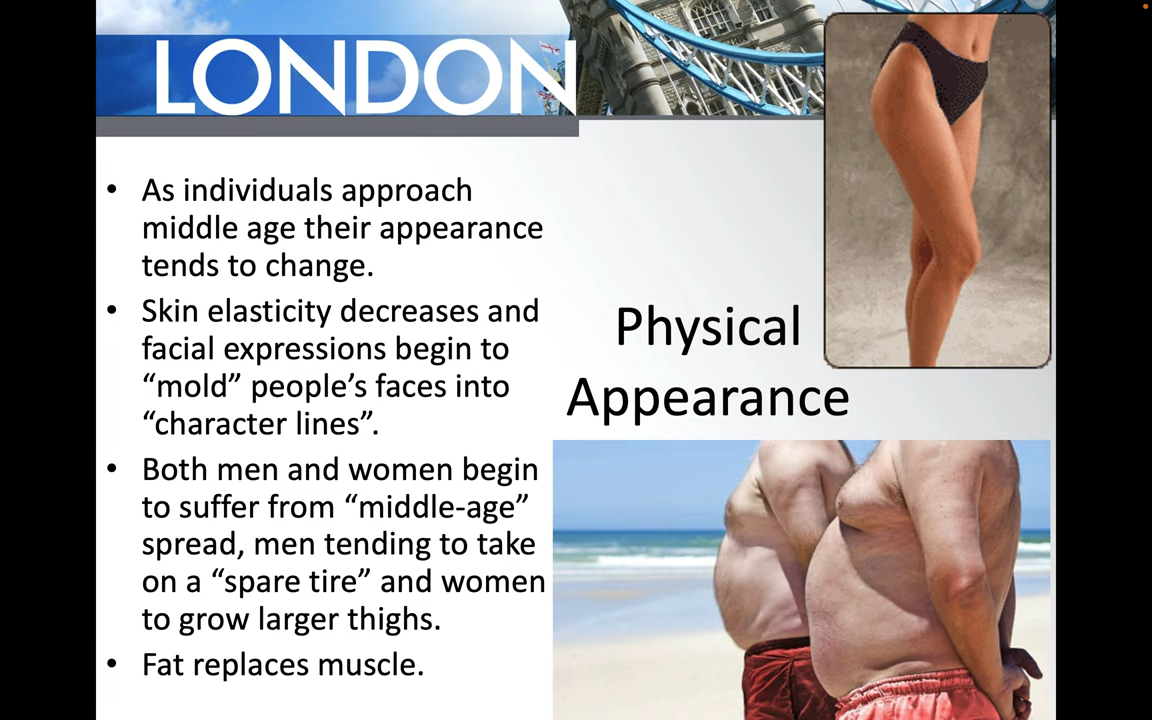 LONDON
• As individuals approach
middle age their appearance
tends to change.
• Skin elasticity decreases and
facial expressions begin to
“mold” people’s faces into
“character lines”.
• Both men and women begin
to suffer from “middle-age”
spread, men tending to take
on a “spare tire” and women
to grow larger thighs.
• Fat replaces muscle.
Physical
Appearance